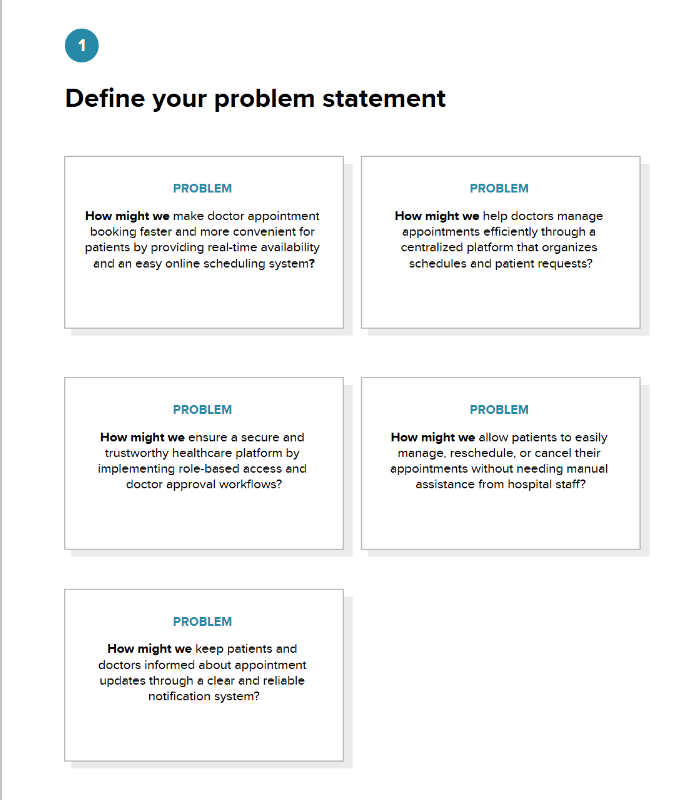 1
Define your problem statement
PROBLEM
How might we make doctor appointment
booking faster and more convenient for
patients by providing real-time availability
and an easy online scheduling system?
PROBLEM
How might we help doctors manage
appointments efficiently through a
centralized platform that organizes
schedules and patient requests?
PROBLEM
How might we ensure a secure and
trustworthy healthcare platform by
implementing role-based access and
doctor approval workflows?
PROBLEM
How might we allow patients to easily
manage, reschedule, or cancel their
appointments without needing manual
assistance from hospital staff?
PROBLEM
How might we keep patients and
doctors informed about appointment
updates through a clear and reliable
notification system?